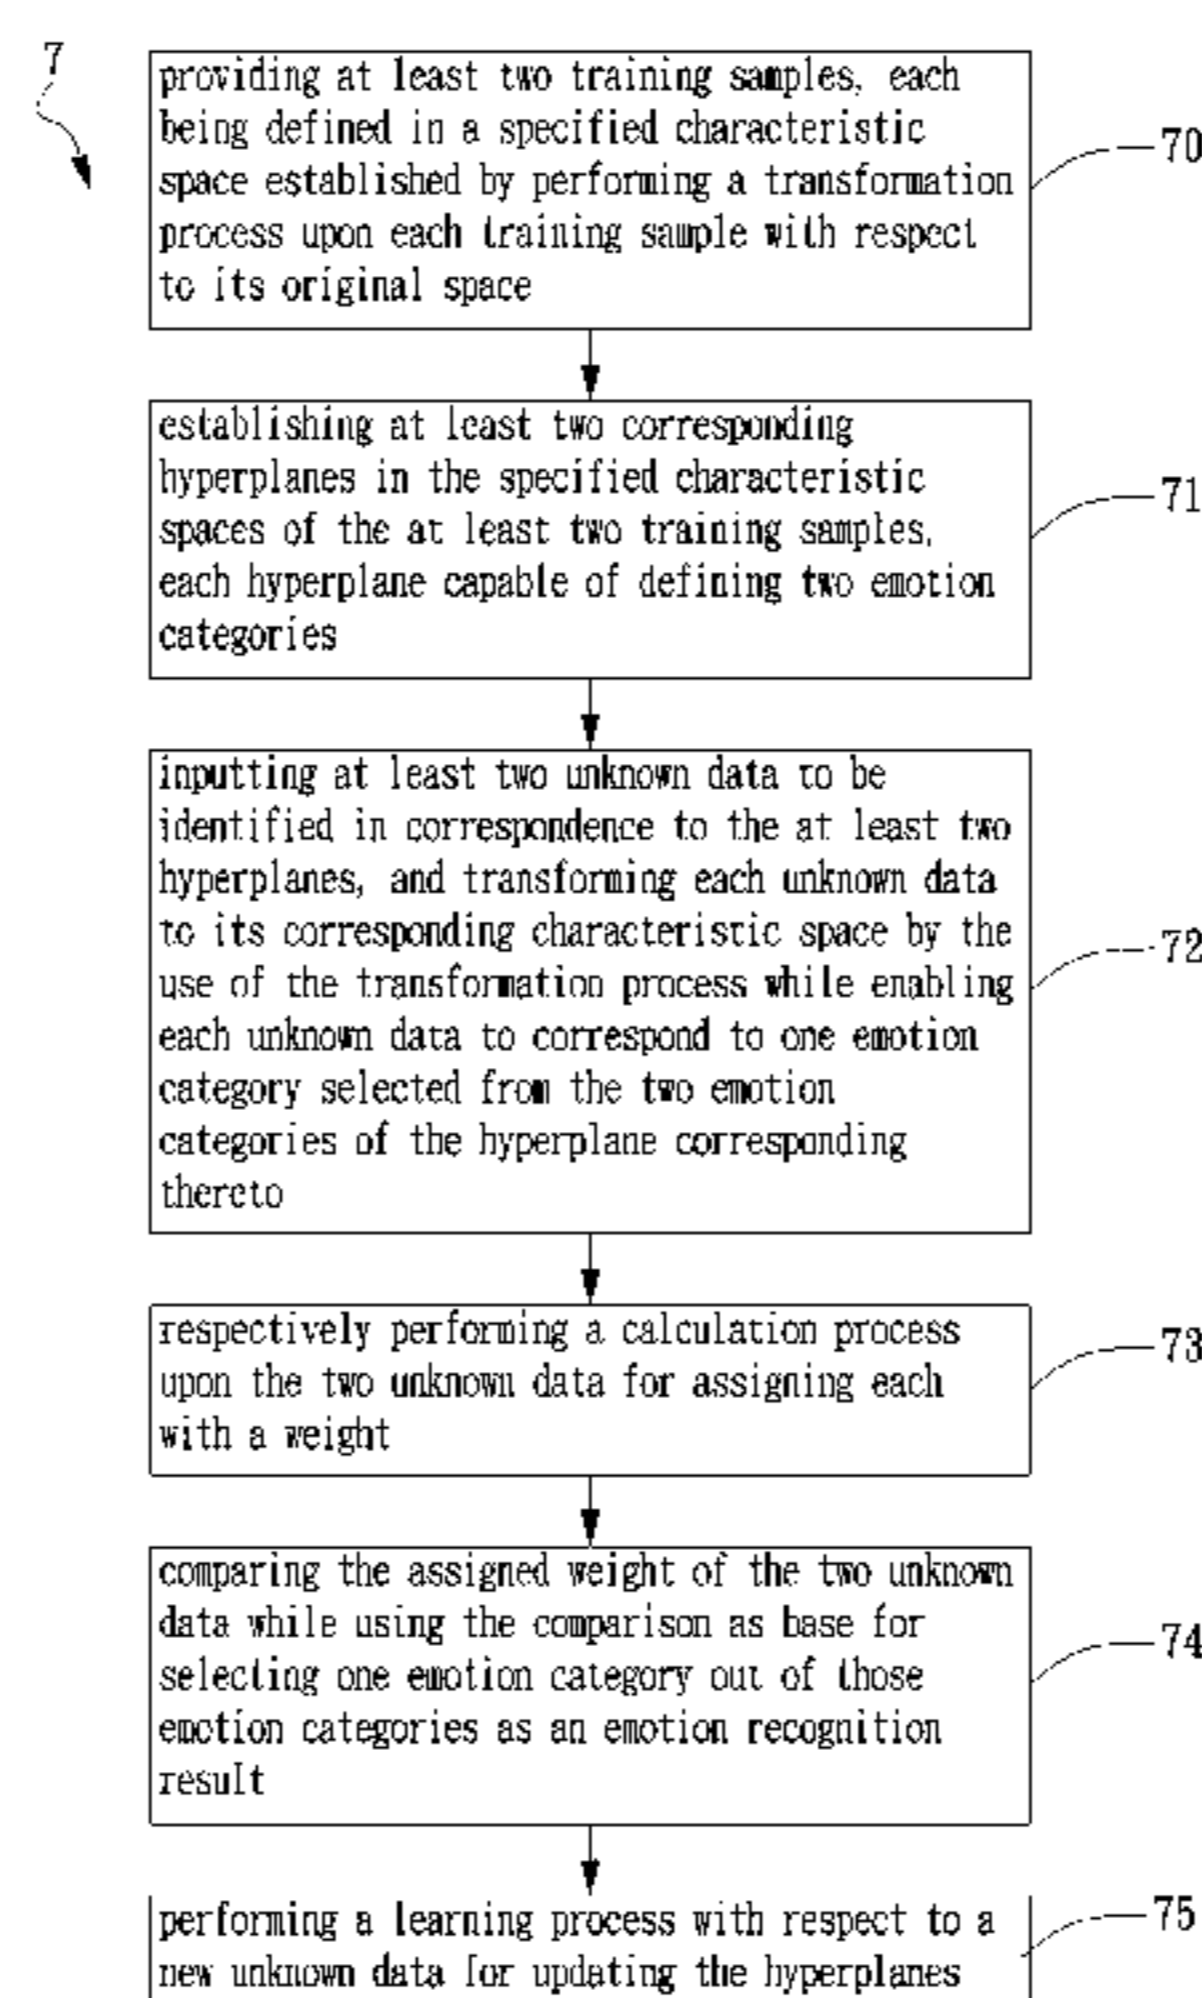 7
providing at least two training samples, each
being defined in a specified characteristic
space established by performing a transformation
process upon each training sample with respect
to its original space
70
establishing at least two corresponding
hyperplanes in the specified characteristic
spaces of the at least two training samples,
each hyperplane capable of defining two emotion
categories
71
inputting at least two unknown data to be
identified in correspondence to the at least two
hyperplanes, and transforming each unknown data
to its corresponding characteristic space by the
use of the transformation process while enabling
each unknown data to correspond to one emotion
category selected from the two emotion
categories of the hyperplane corresponding
thereto
72
respectively performing a calculation process
upon the two unknown data for assigning each
with a weight
73
comparing the assigned weight of the two unknown
data while using the comparison as base for
selecting one emotion category out of those
emotion categories as an emotion recognition
result
74
performing a learning process with respect to a
new unknown data for updating the hyperplanes
75